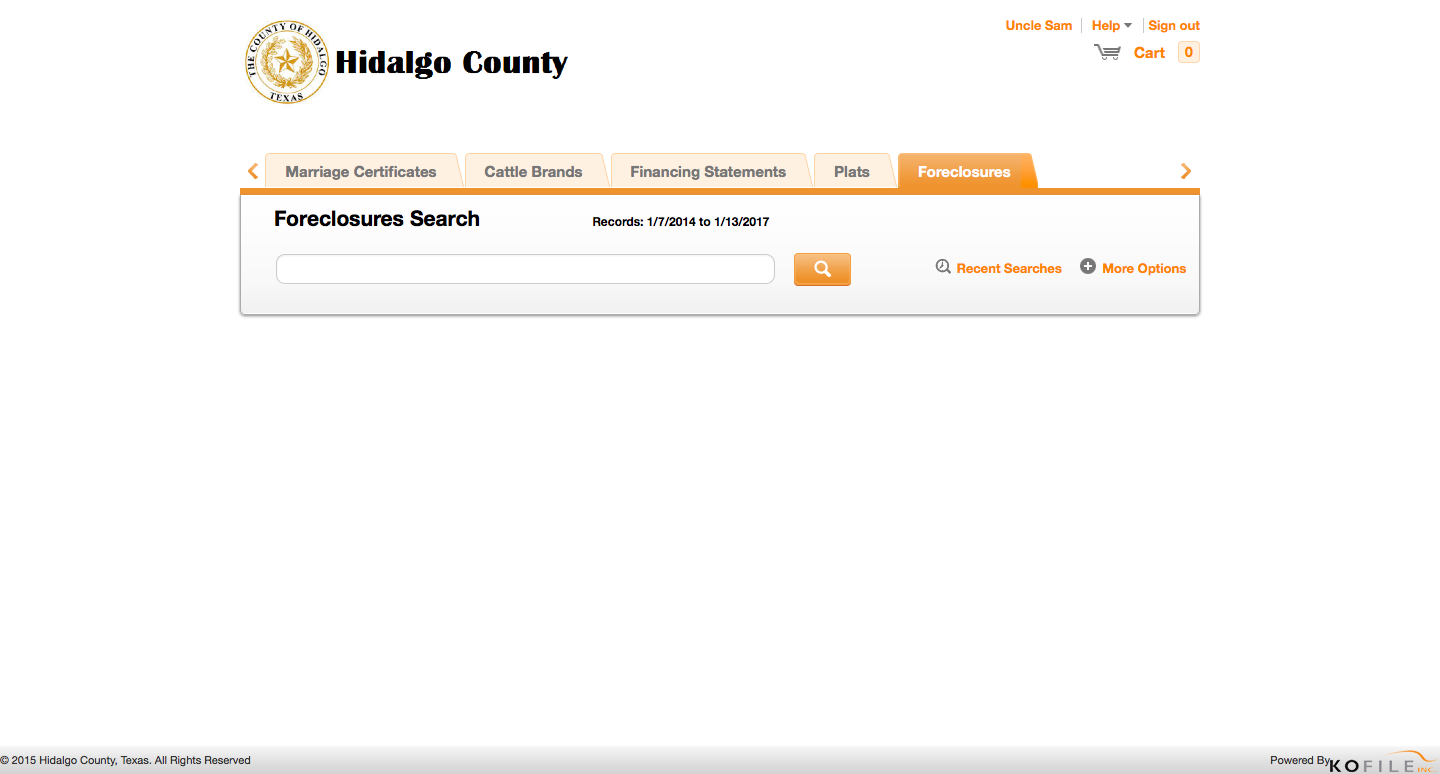 THE COUNTY OF HIDALGO
TEXAS
Hidalgo County
Uncle Sam Help Sign out
Cart 0
Marriage Certificates Cattle Brands Financing Statements Plats Foreclosures
Foreclosures Search Records: 1/7/2014 to 1/13/2017
Recent Searches More Options
© 2015 Hidalgo County, Texas. All Rights Reserved Powered By KOFILE INC.